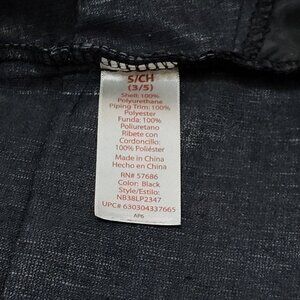 S/CH
(3/5)
Shell: 100%
Polyurethane
Piping Trim: 100%
Polyester
Funda: 100%
Poliuretano
Ribete con
Cordoncillo:
100% Poliéster
Made in China
Hecho en China
RN# 57686
Color: Black
Style/Estilo:
NB38LP2347
UPC# 630304337665
AP6